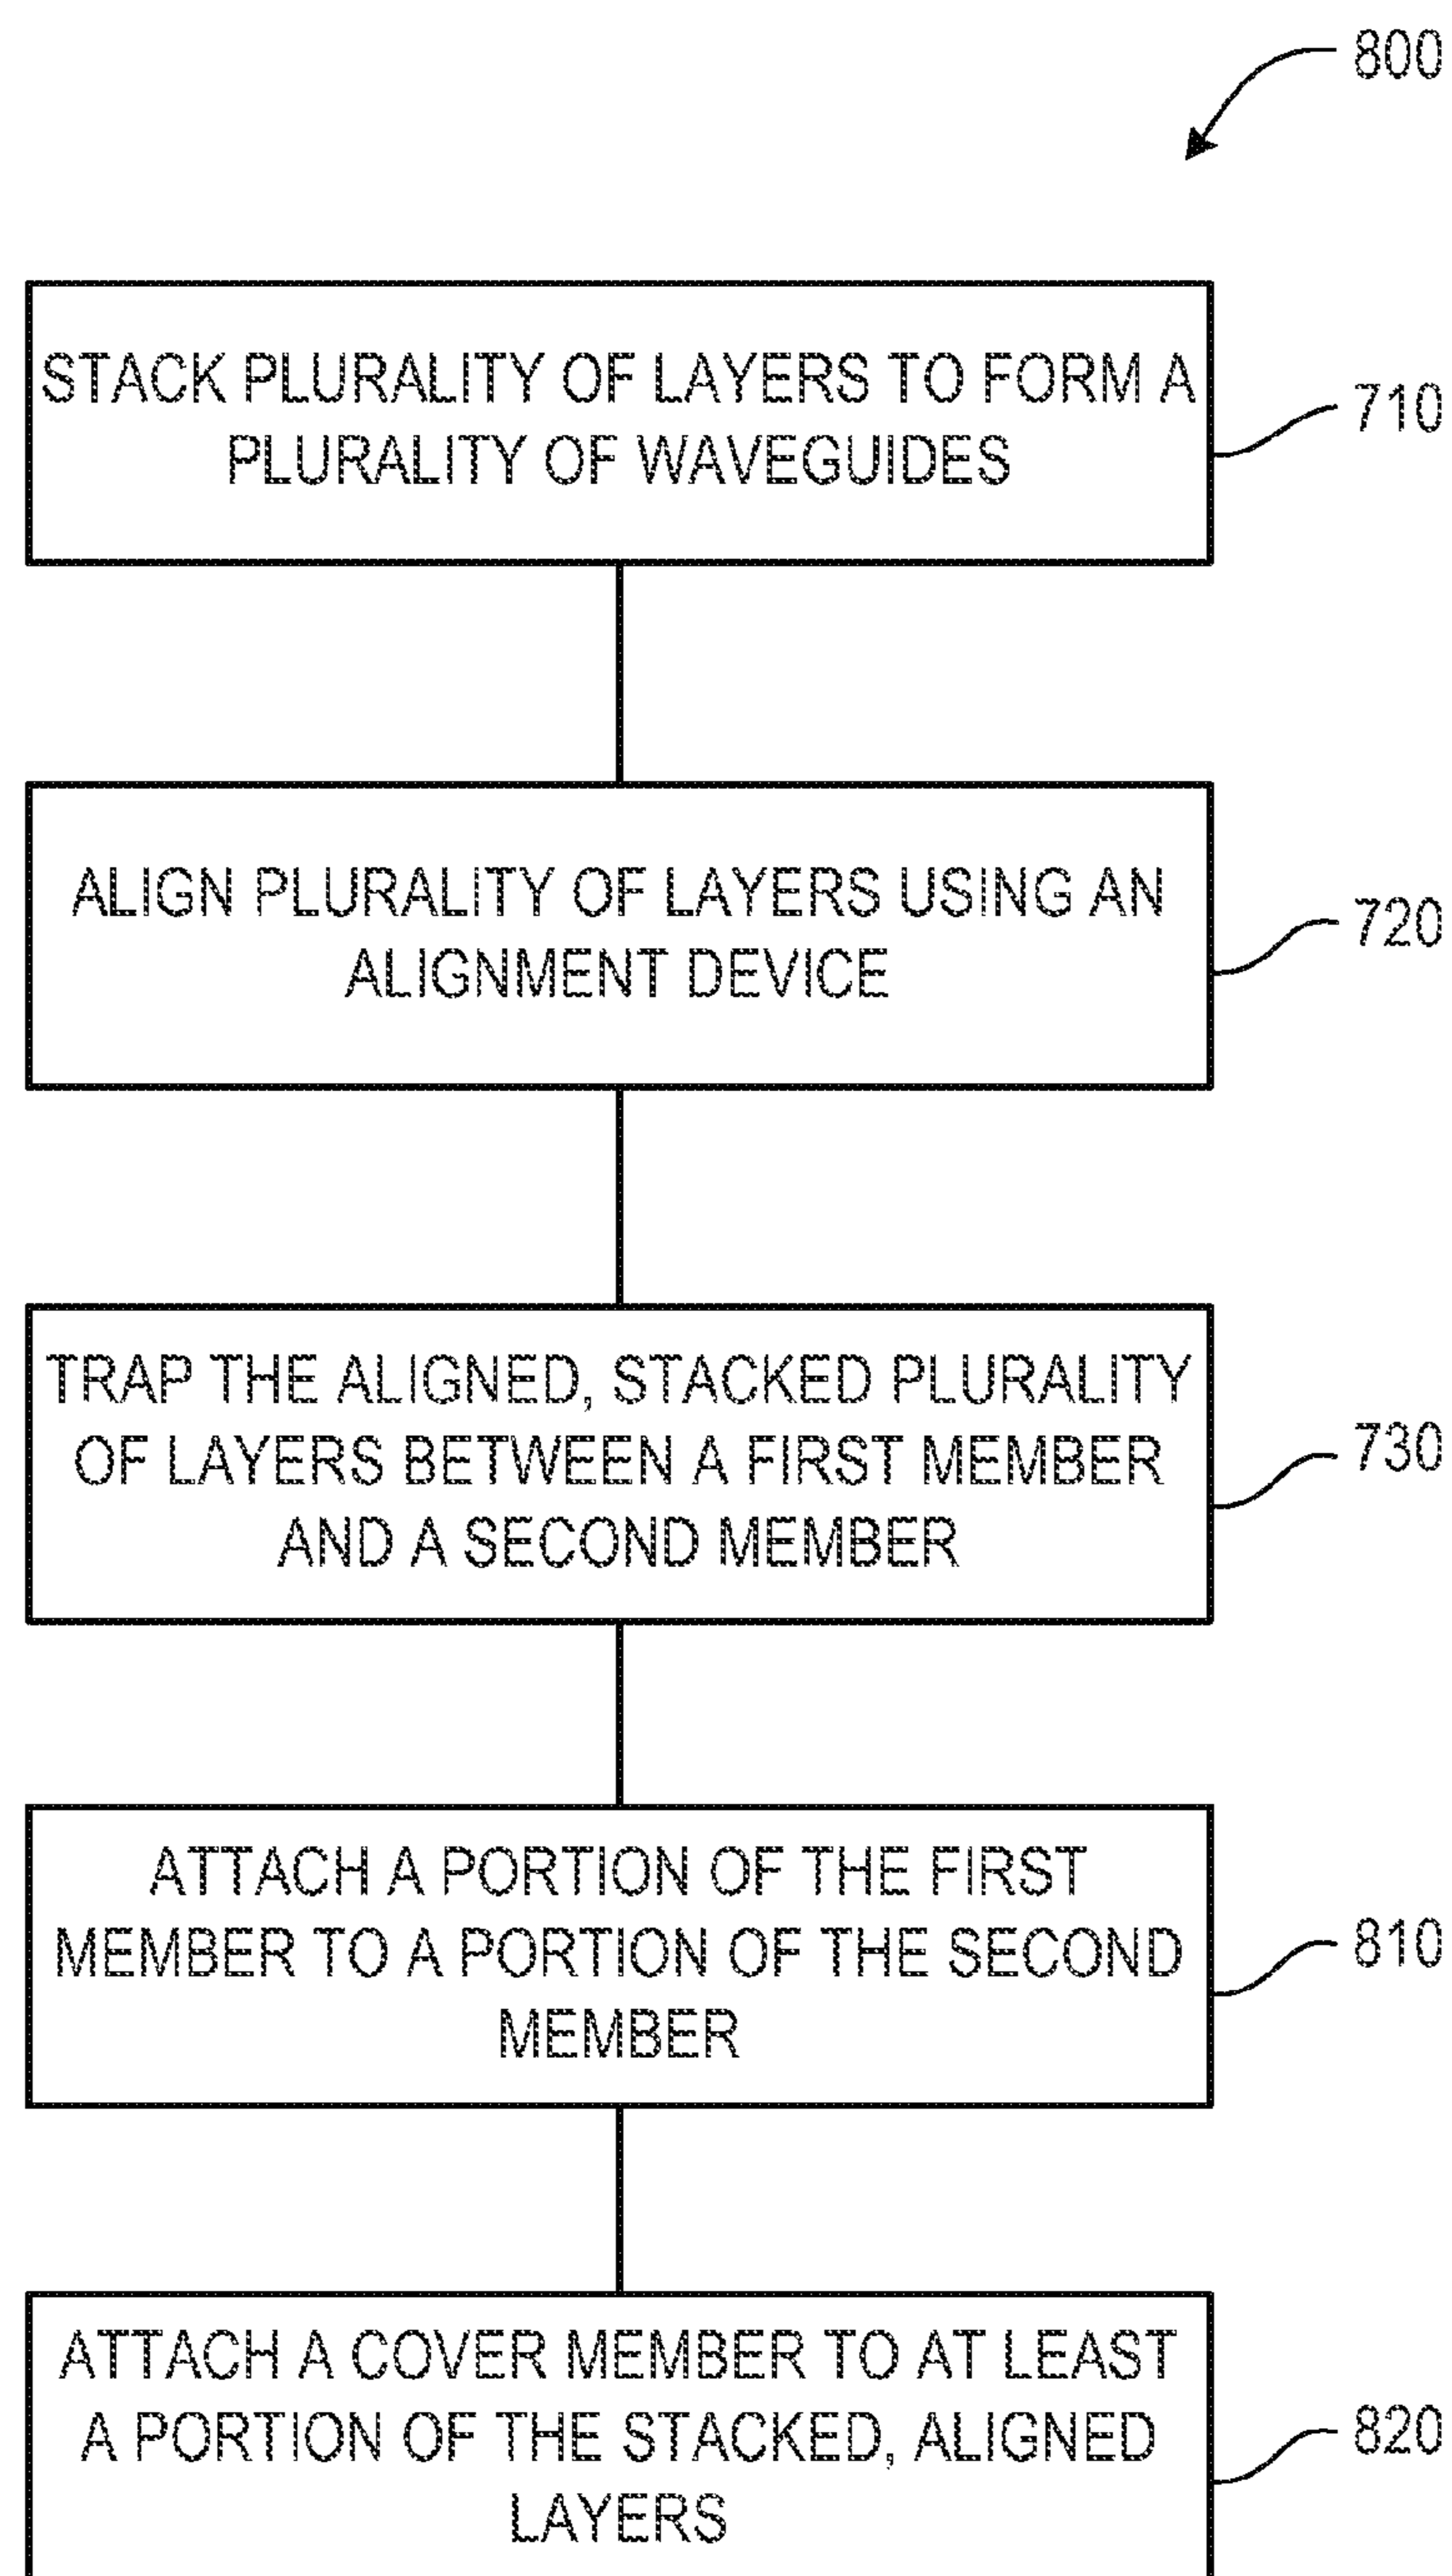 800
STACK PLURALITY OF LAYERS TO FORM A
PLURALITY OF WAVEGUIDES
710
ALIGN PLURALITY OF LAYERS USING AN
ALIGNMENT DEVICE
720
TRAP THE ALIGNED, STACKED PLURALITY
OF LAYERS BETWEEN A FIRST MEMBER
AND A SECOND MEMBER
730
ATTACH A PORTION OF THE FIRST
MEMBER TO A PORTION OF THE SECOND
MEMBER
810
ATTACH A COVER MEMBER TO AT LEAST
A PORTION OF THE STACKED, ALIGNED
LAYERS
820